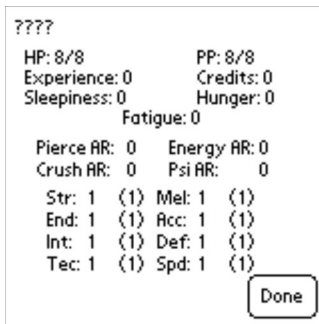 ????
HP: 8/8 PP: 8/8
Experience: 0 Credits: 0
Sleepiness: 0 Hunger: 0
Fatigue: 0
Pierce AR: 0 Energy AR: 0
Crush AR: 0 Psi AR: 0
Str: 1 (1) Mel: 1 (1)
End: 1 (1) Acc: 1 (1)
Int: 1 (1) Def: 1 (1)
Tec: 1 (1) Spd: 1 (1)
Done